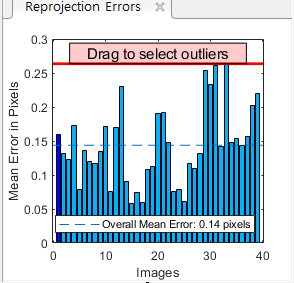 Reprojection Errors
Drag to select outliers
0.3
0.25
0.2
0.15
0.1
0.05
0
Mean Error in Pixels
Overall Mean Error: 0.14 pixels
0 10 20 30 40
Images